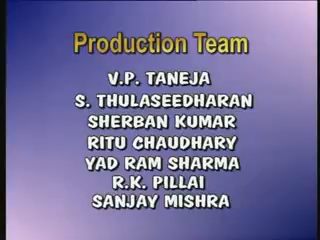 Production Team
V.P. TANEJA
S. THULASEEDHARAN
SHERBAN KUMAR
RITU CHAUDHARY
YAD RAM SHARMA
R.K. PILLAI
SANJAY MISHRA